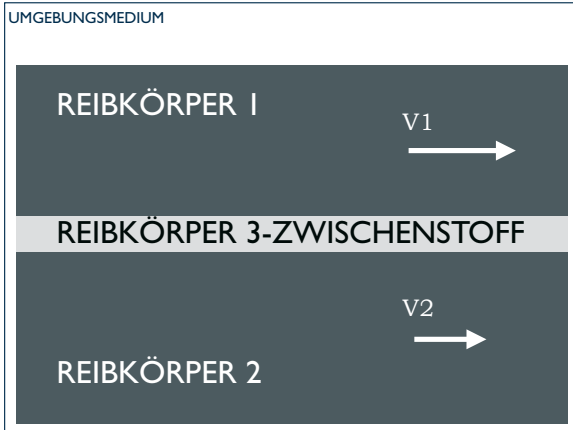 UMGEBUNGSMEDIUM
REIBKÖRPER 1
V1
REIBKÖRPER 3-ZWISCHENSTOFF
V2
REIBKÖRPER 2